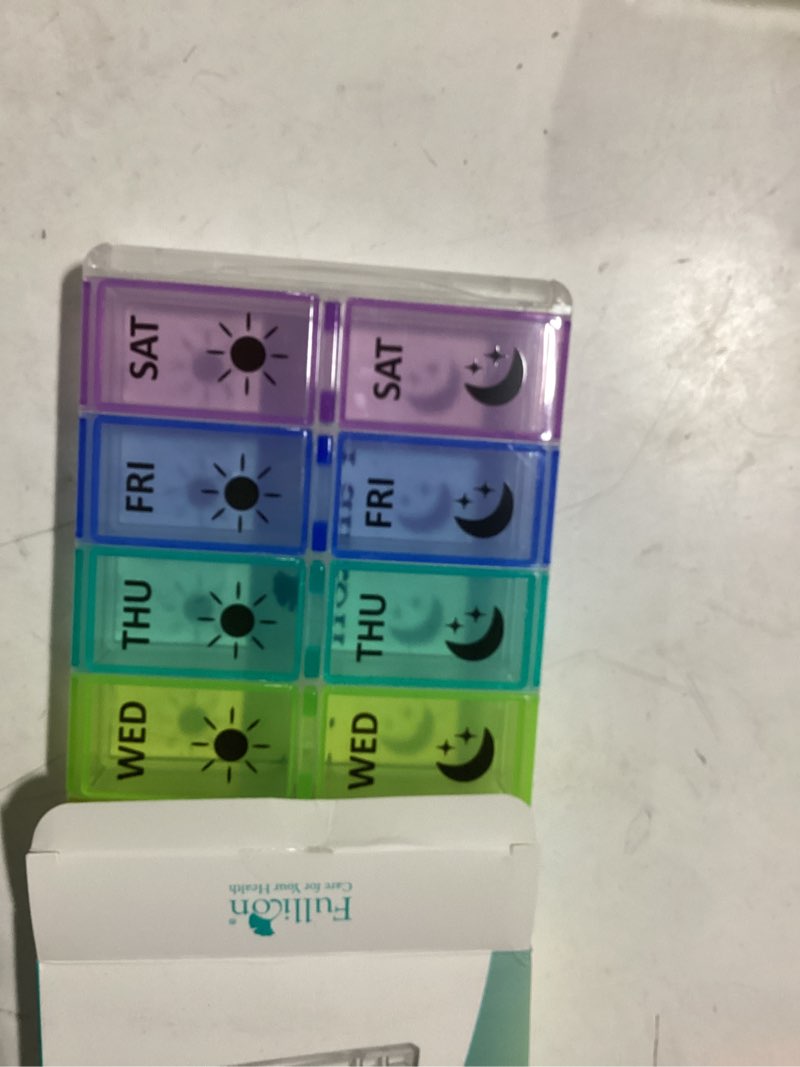 SAT
SAT
FRI
FRI
THU
THU
WED
WED
Fullicon®
Care for Your Health